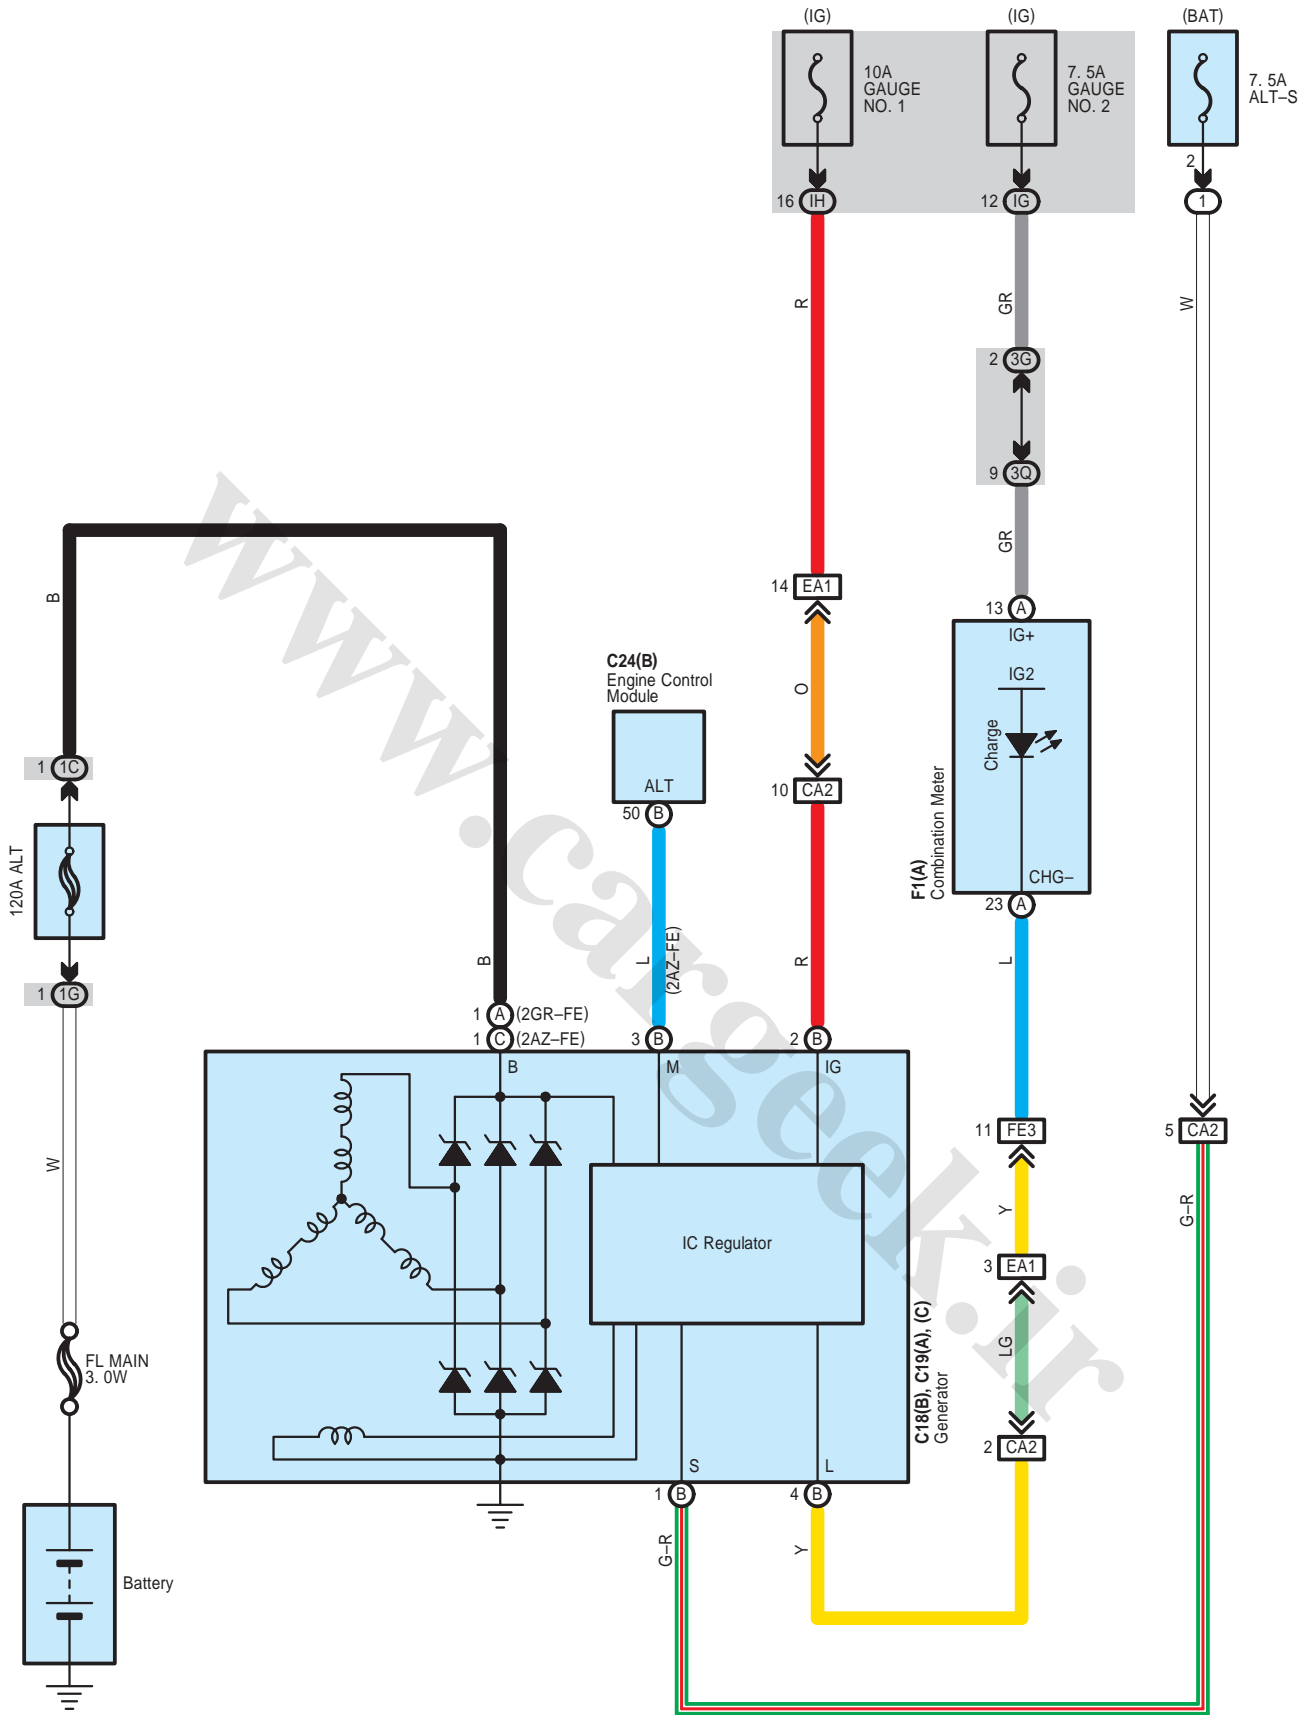 (IG)
(IG)
(BAT)
10A
GAUGE
NO. 1
7. 5A
GAUGE
NO. 2
7. 5A
ALT–S
2
16 IH
12 IG
1
R
GR
W
2 3G
9 3Q
GR
14 EA1
13 A
IG+
IG2
Charge
CHG–
F1(A)
Combination Meter
23 A
B
C24(B)
Engine Control
Module
ALT
50 B
O
10 CA2
1 1C
120A ALT
1 1G
B
L
(2AZ–FE)
R
L
1 A (2GR–FE)
1 C (2AZ–FE)
3 B
2 B
B
M
IG
11 FE3
5 CA2
W
Y
G–R
IC Regulator
3 EA1
LG
C18(B), C19(A), (C)
Generator
FL MAIN
3. 0W
2 CA2
S
L
1 B
4 B
G–R
Y
Battery
www.cargeek.ir